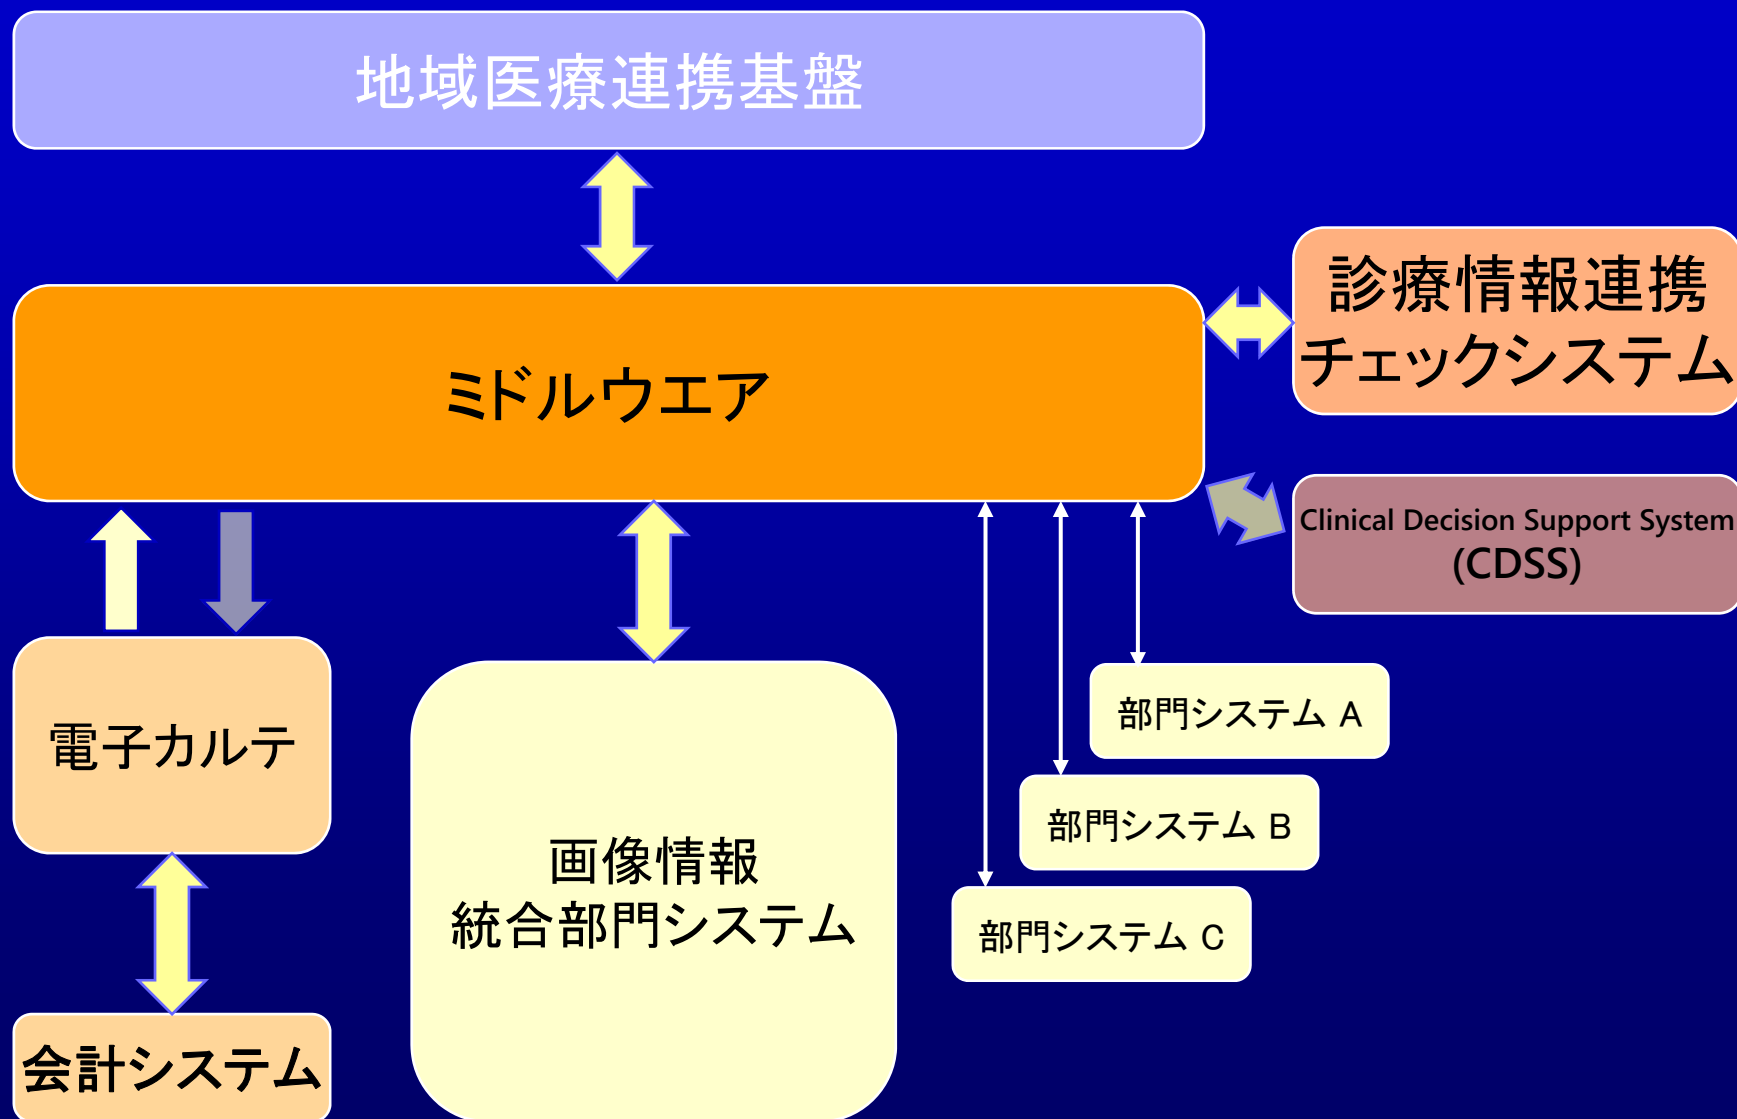 地域医療連携基盤
診療情報連携
チェックシステム
ミドルウエア
Clinical Decision Support System
(CDSS)
電子カルテ
画像情報
統合部門システム
部門システム A
部門システム B
部門システム C
会計システム